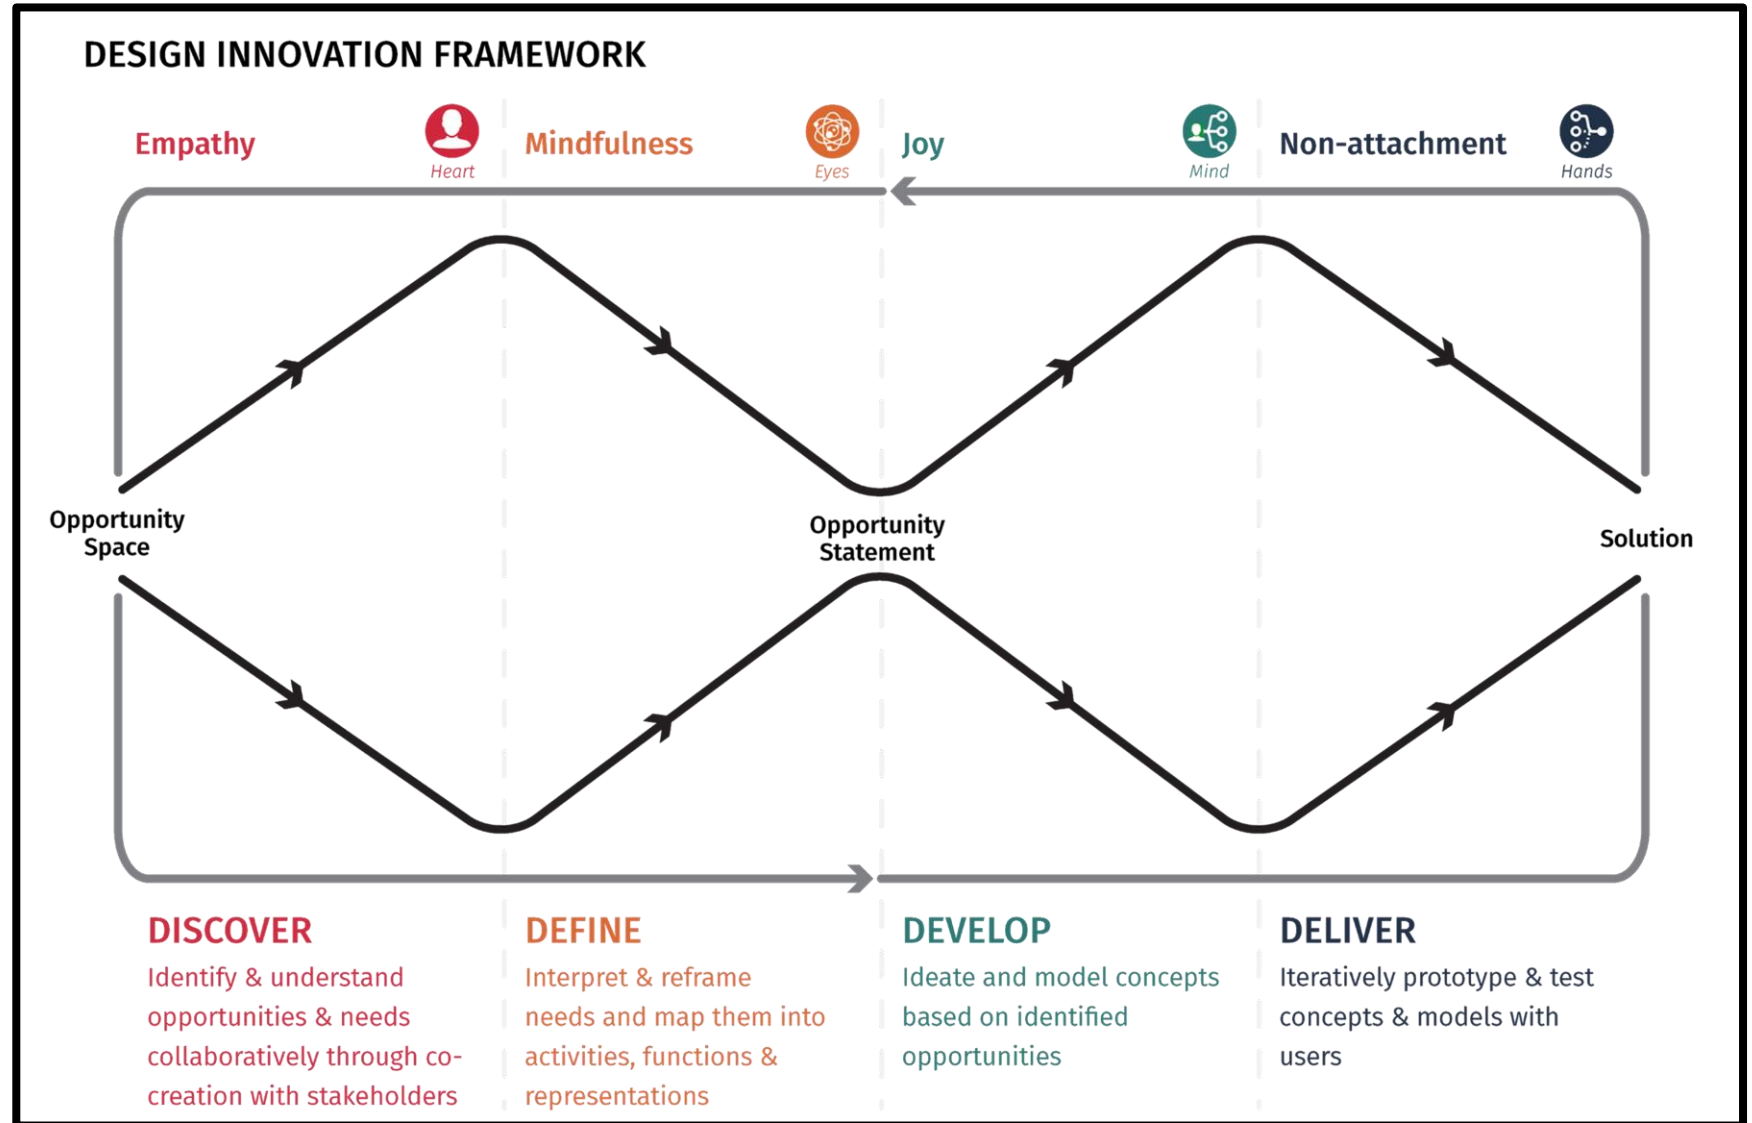 DESIGN INNOVATION FRAMEWORK
Empathy
Heart
Mindfulness
Eyes
Joy
Mind
Non-attachment
Hands
Opportunity
Space
Opportunity
Statement
Solution
DISCOVER
Identify & understand
opportunities & needs
collaboratively through co-
creation with stakeholders
DEFINE
Interpret & reframe
needs and map them into
activities, functions &
representations
DEVELOP
Ideate and model concepts
based on identified
opportunities
DELIVER
Iteratively prototype & test
concepts & models with
users